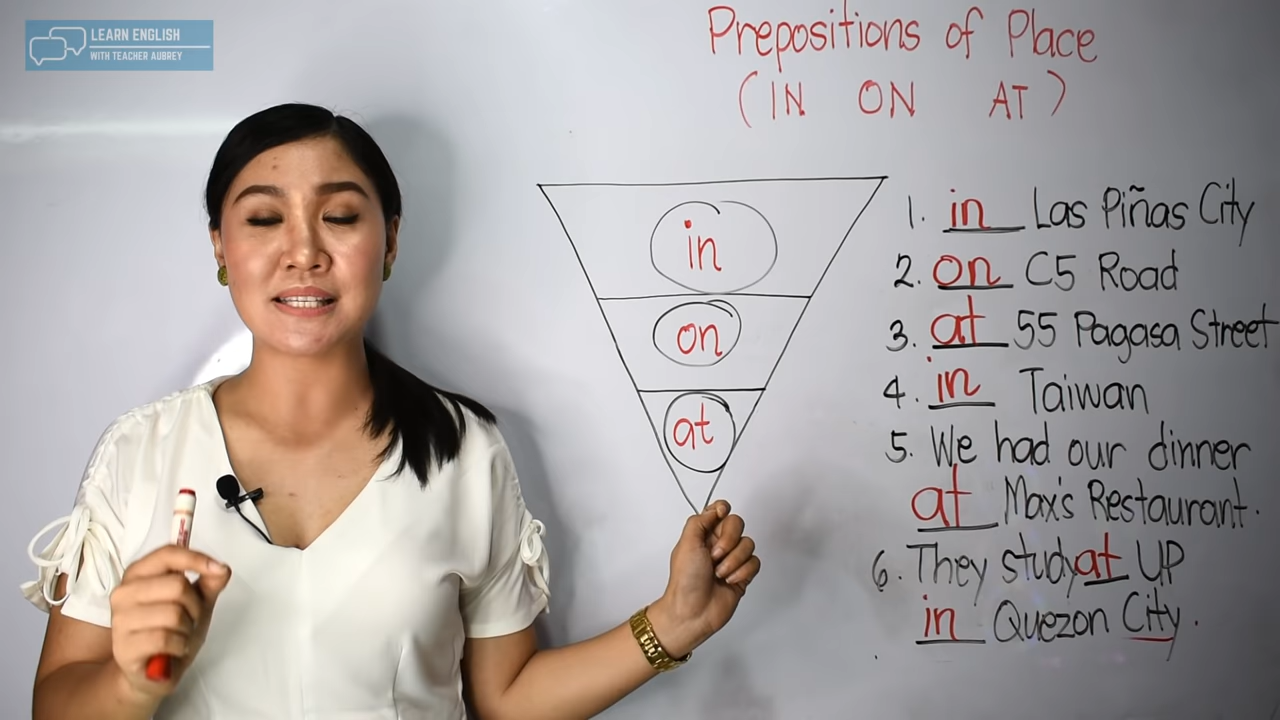 LEARN ENGLISH
WITH TEACHER AUBREY
Prepositions of Place
(IN ON AT)
in
on
at
1. in Las Piñas City
2. on C5 Road
3. at 55 Pagasa Street
4. in Taiwan
5. We had our dinner
at Max's Restaurant.
6. They study at UP
in Quezon City.